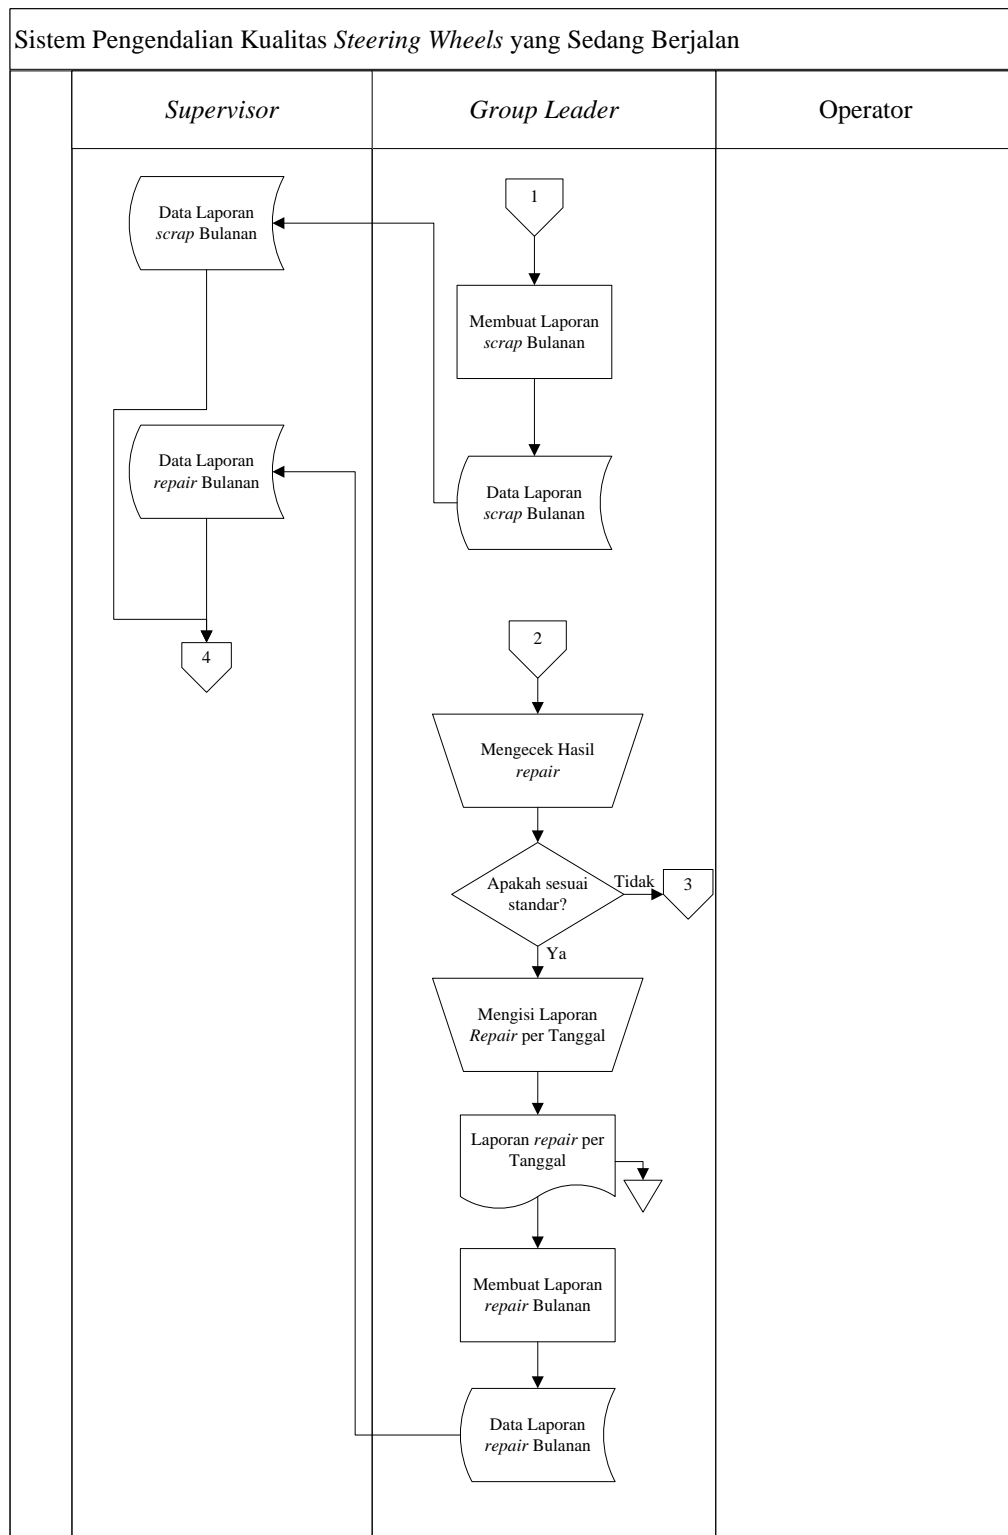 Sistem Pengendalian Kualitas Steering Wheels yang Sedang Berjalan
Supervisor
Group Leader
Operator
Data Laporan
scrap Bulanan
1
Membuat Laporan
scrap Bulanan
Data Laporan
repair Bulanan
Data Laporan
scrap Bulanan
4
2
Mengecek Hasil
repair
Apakah sesuai
standar?
Tidak
3
Ya
Mengisi Laporan
Repair per Tanggal
Laporan repair per
Tanggal
Membuat Laporan
repair Bulanan
Data Laporan
repair Bulanan